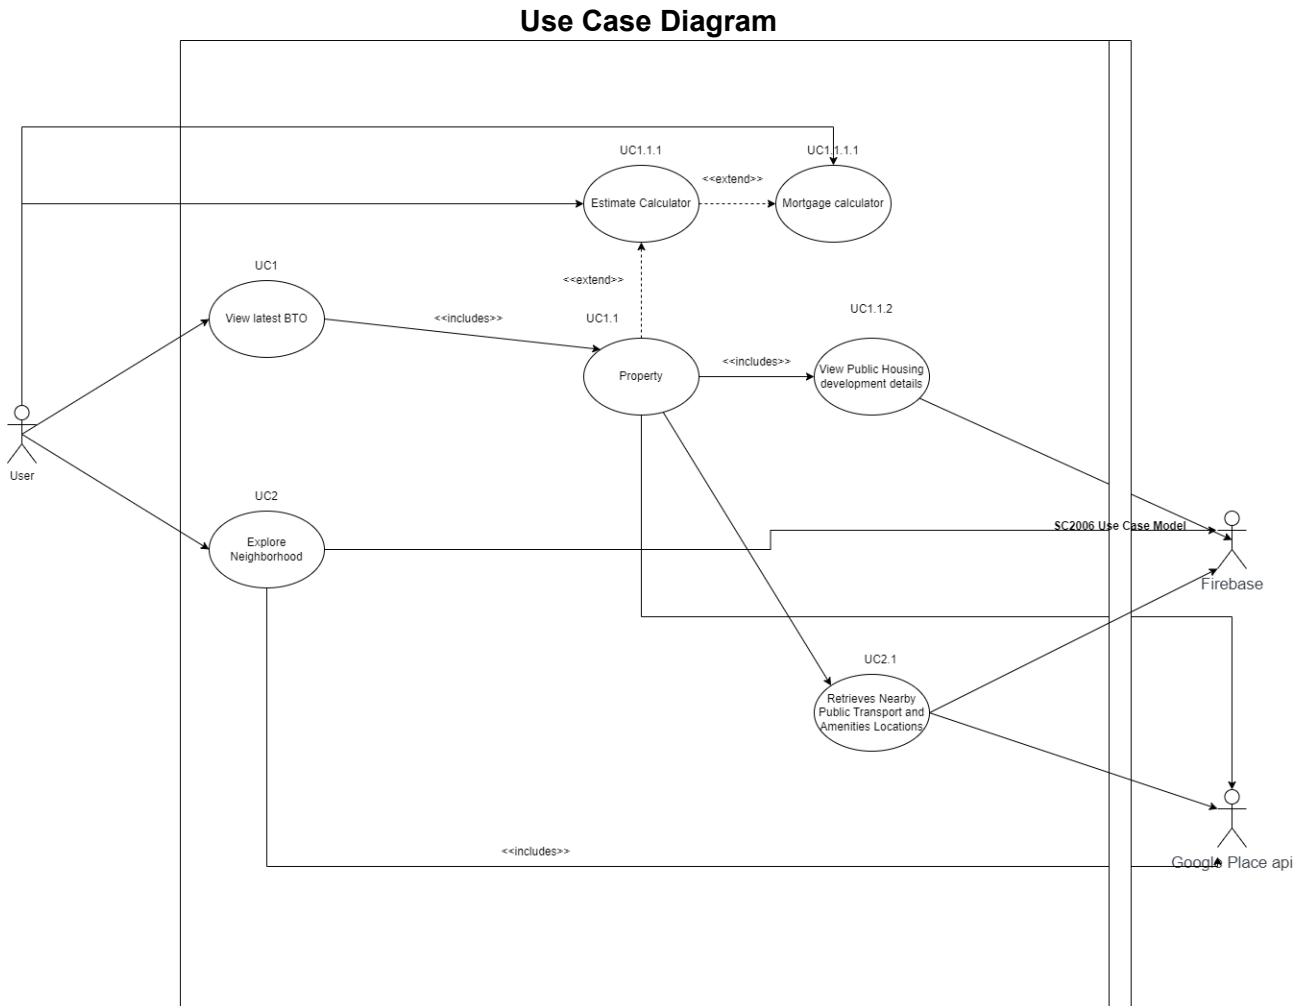 Use Case Diagram
UC1.1.1
UC1.1.1.1
<<extend>>
Estimate Calculator
Mortgage calculator
UC1
<<extend>>
UC1.1
UC1.1.2
View latest BTO
<<includes>>
<<includes>>
Property
View Public Housing
development details
User
UC2
SC2006 Use Case Model
Explore
Neighborhood
Firebase
UC2.1
Retrieves Nearby
Public Transport and
Amenities Locations
<<includes>>
Google Place api